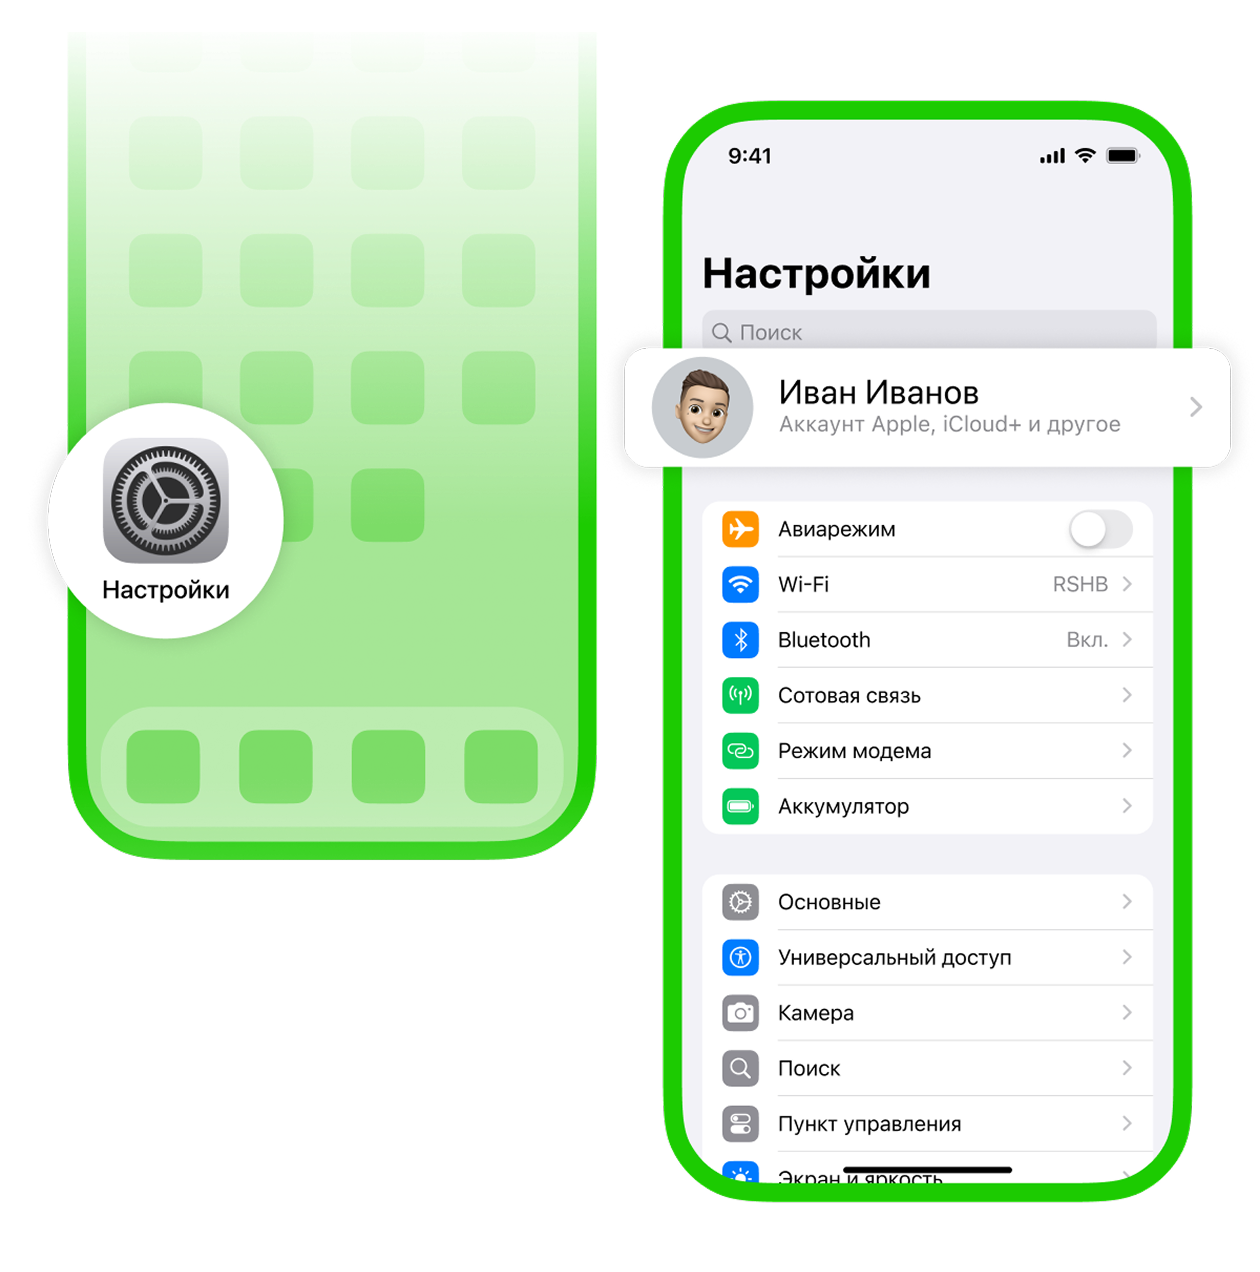 Настройки
9:41
Настройки
Поиск
Иван Иванов
Аккаунт Apple, iCloud+ и другое
Авиарежим
Wi-Fi RSHB
Bluetooth Вкл.
Сотовая связь
Режим модема
Аккумулятор
Основные
Универсальный доступ
Камера
Поиск
Пункт управления
Экран и яркость